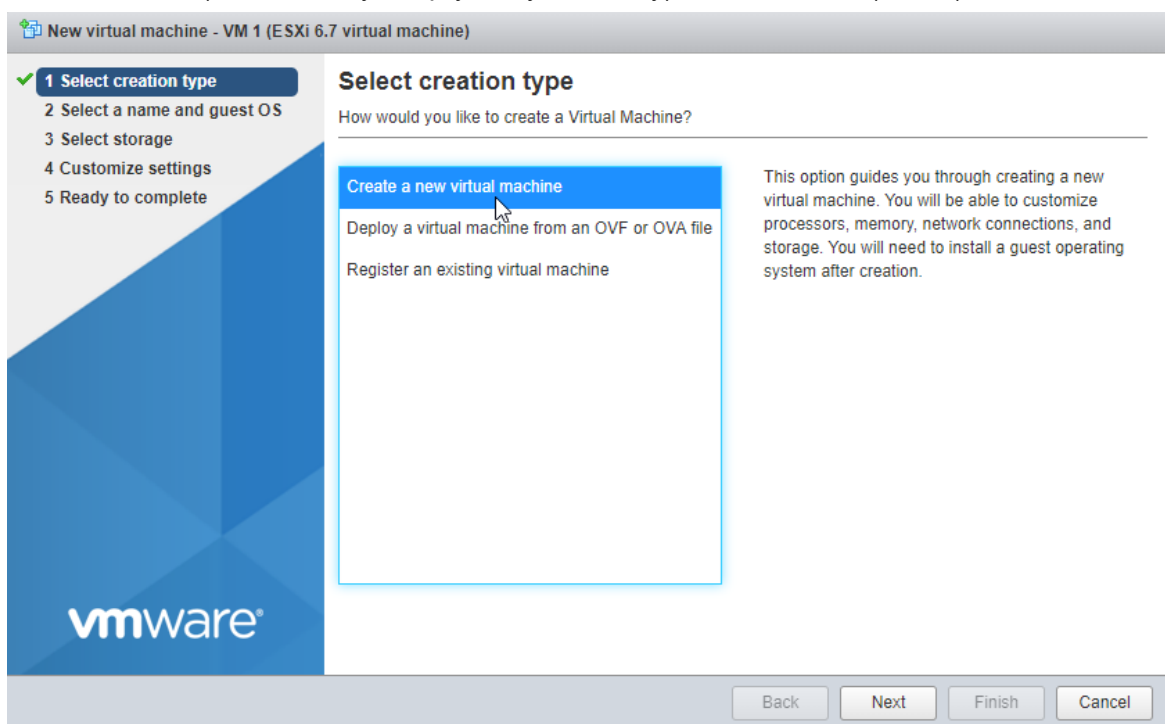 New virtual machine - VM 1 (ESXi 6.7 virtual machine)
1 Select creation type
2 Select a name and guest OS
3 Select storage
4 Customize settings
5 Ready to complete
vmware®
Select creation type
How would you like to create a Virtual Machine?
Create a new virtual machine
Deploy a virtual machine from an OVF or OVA file
Register an existing virtual machine
This option guides you through creating a new
virtual machine. You will be able to customize
processors, memory, network connections, and
storage. You will need to install a guest operating
system after creation.
Back
Next
Finish
Cancel